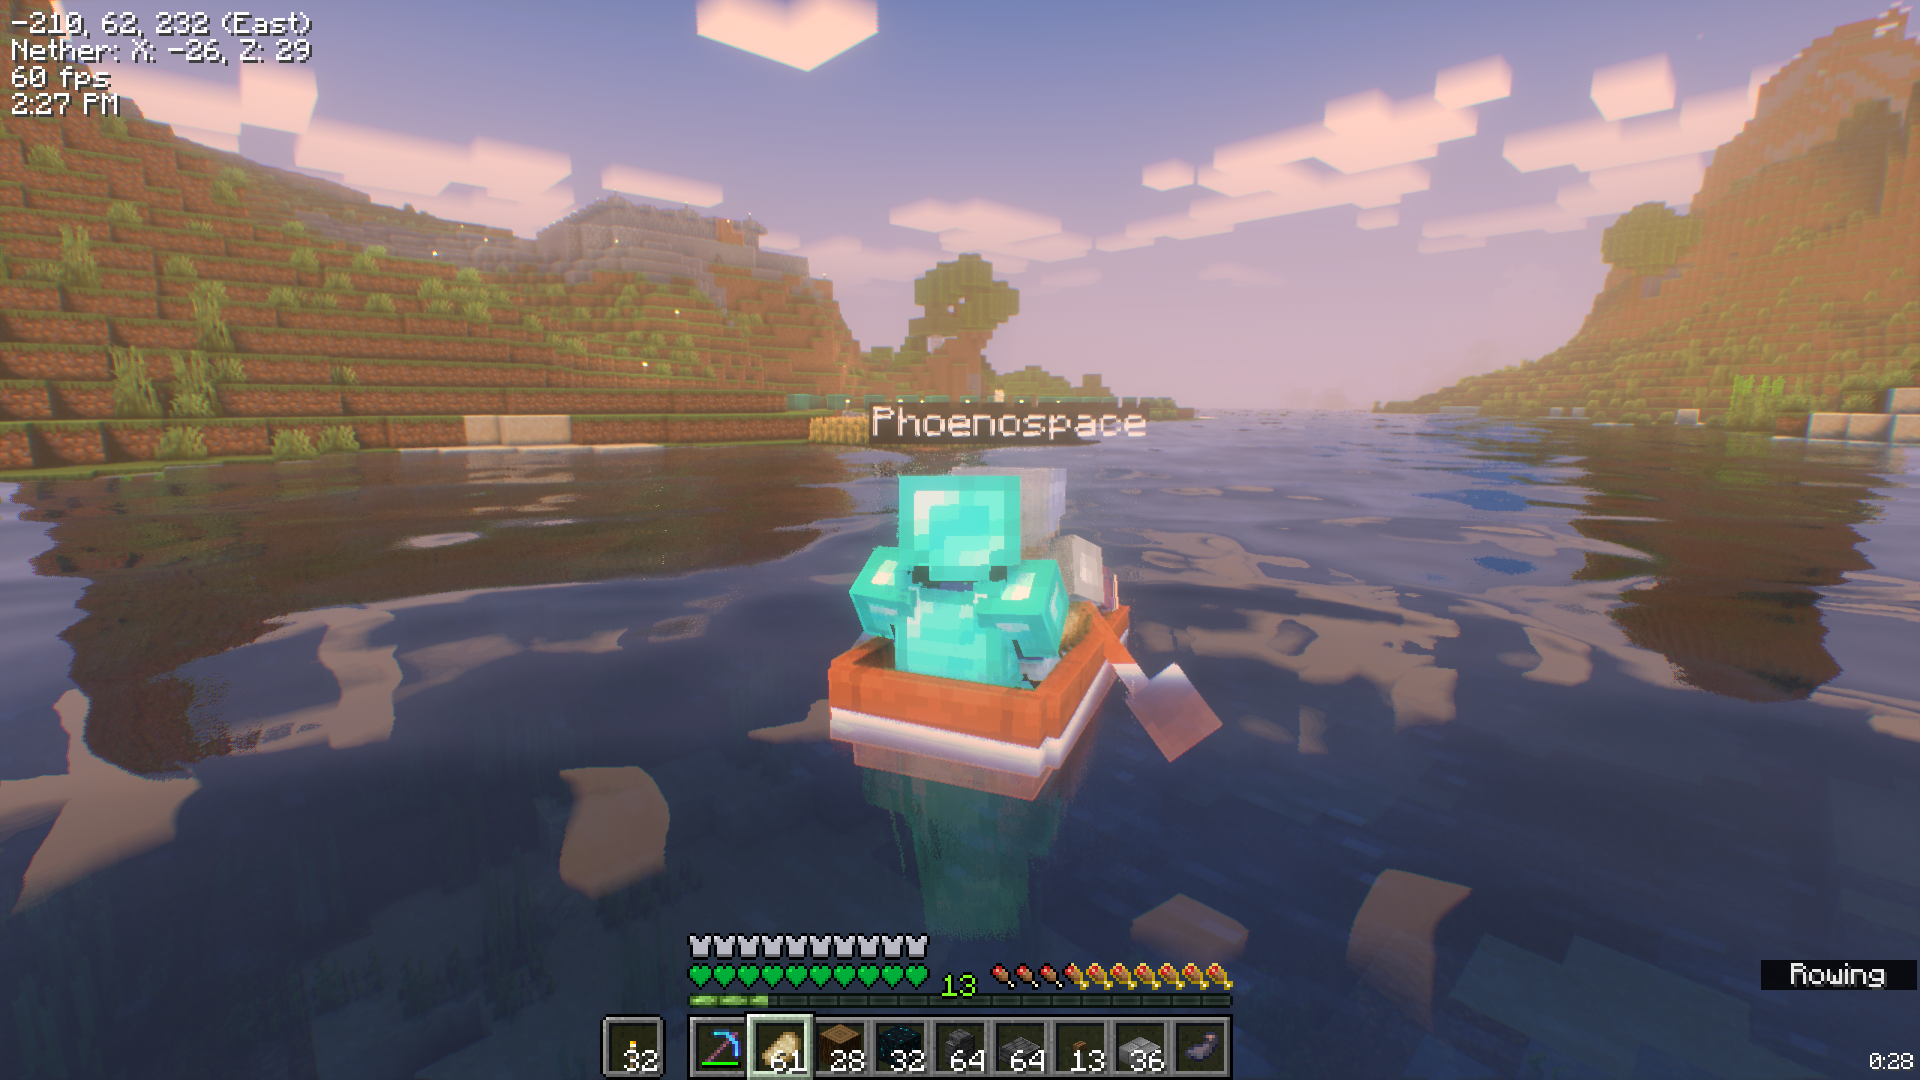 -210, 62, 232 (East)
Nether: X: -26, Z: 29
60 fps
2:27 PM
Phoenospace
13
Rowing
32
61
28
32
64
64
13
36
0:28